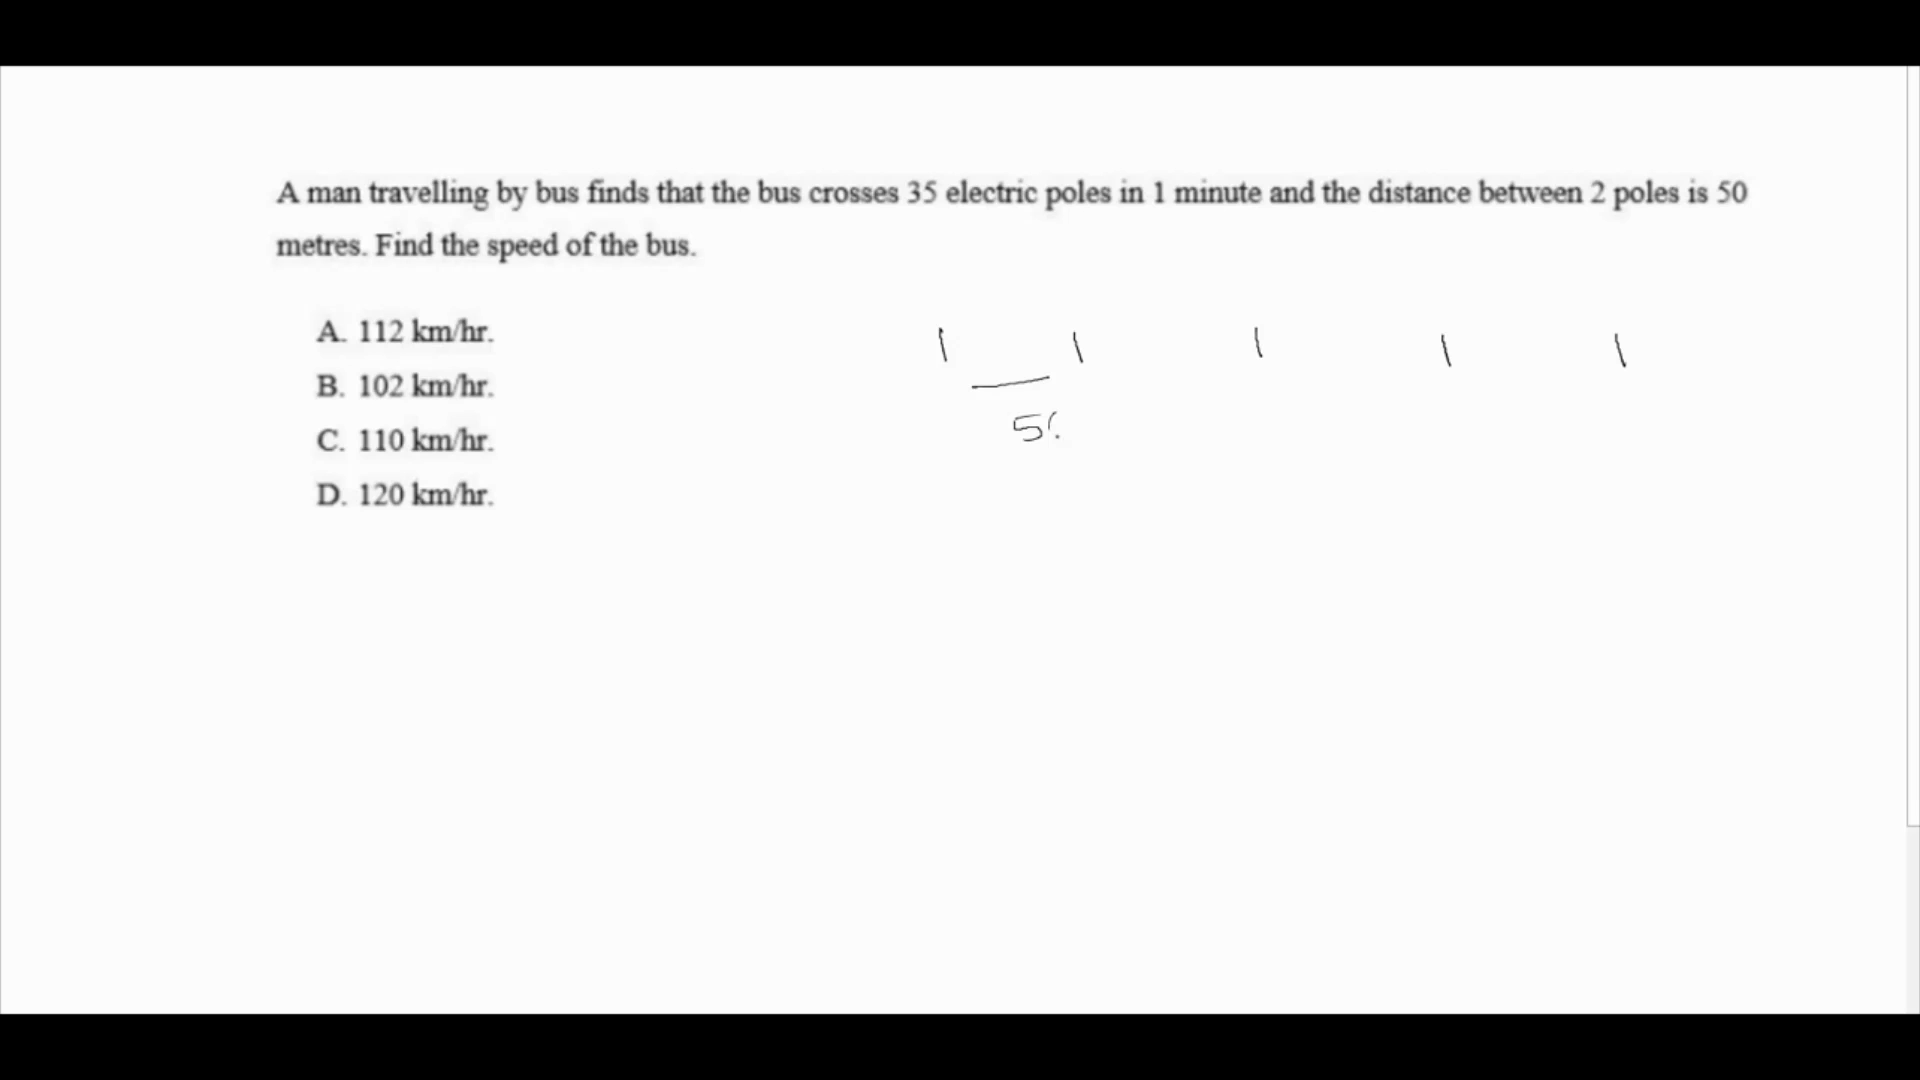 A man travelling by bus finds that the bus crosses 35 electric poles in 1 minute and the distance between 2 poles is 50
metres. Find the speed of the bus.
A. 112 km/hr.
B. 102 km/hr.
C. 110 km/hr.
D. 120 km/hr.